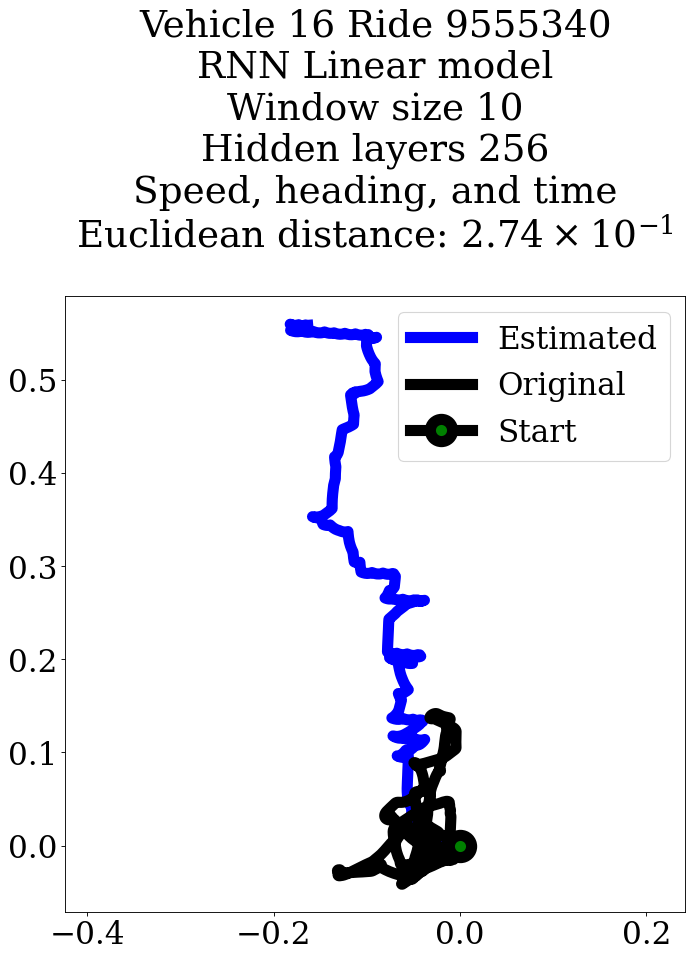 Vehicle 16 Ride 9555340
RNN Linear model
Window size 10
Hidden layers 256
Speed, heading, and time
Euclidean distance: 2.74 × 10⁻¹
Estimated
Original
Start
0.5
0.4
0.3
0.2
0.1
0.0
−0.4
−0.2
0.0
0.2